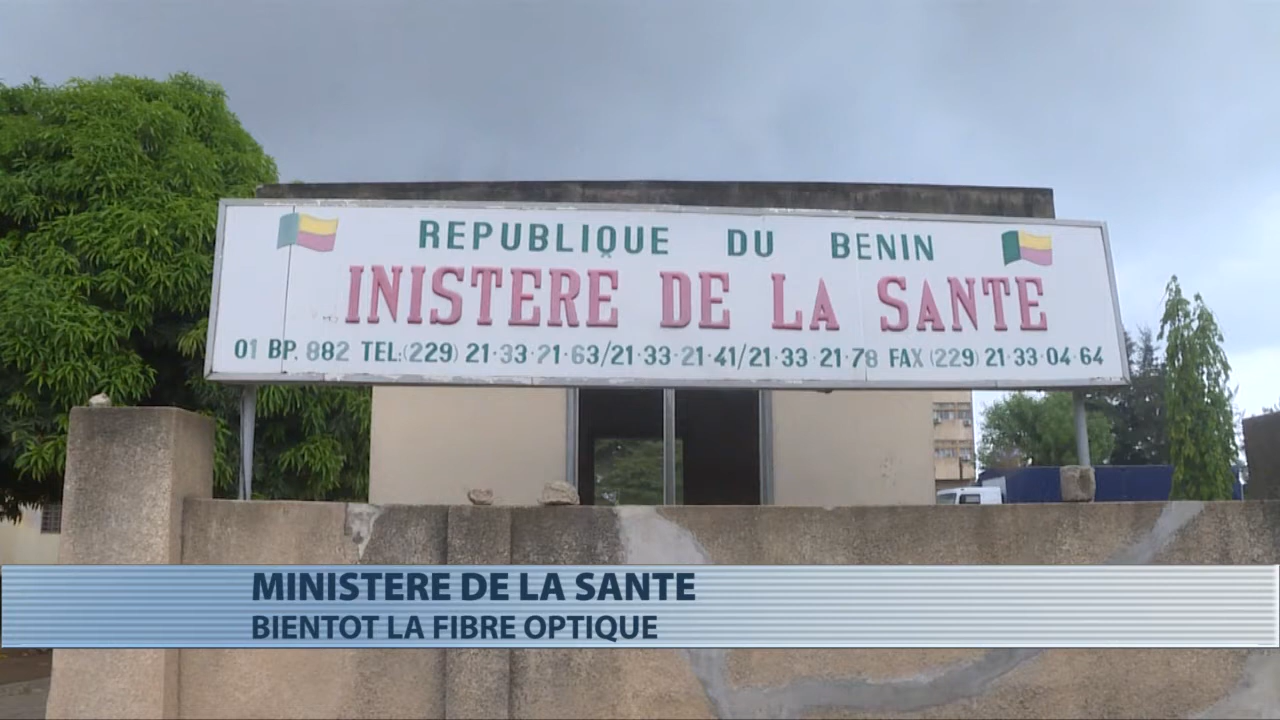 REPUBLIQUE DU BENIN
INISTERE DE LA SANTE
01 BP. 882 TEL:(229) 21·33·21·63/21·33·21·41/21·33·21·78 FAX (229) 21·33·04·64
MINISTERE DE LA SANTE
BIENTOT LA FIBRE OPTIQUE